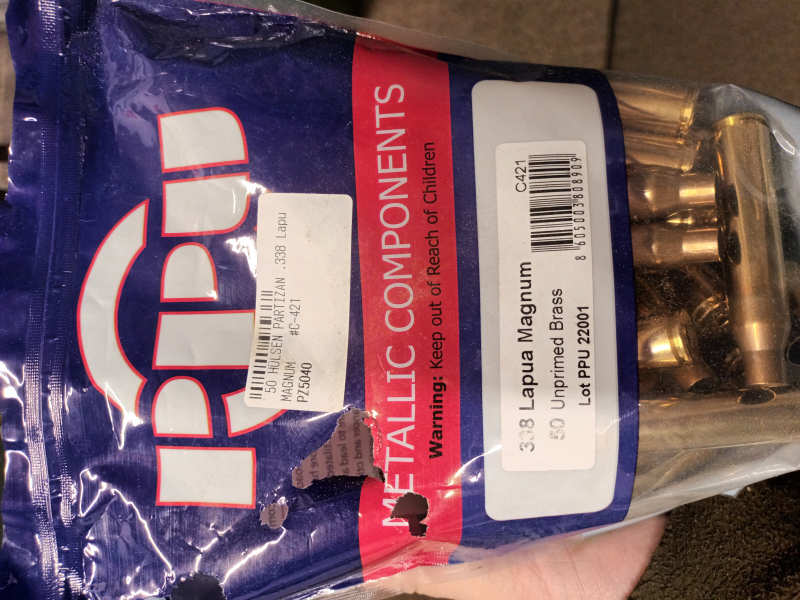 PPU
50 HÜLSEN PARTIZAN .338 Lapu
MAGNUM #C-421
PZ5040
METALLIC COMPONENTS
Warning: Keep out of Reach of Children
338 Lapua Magnum
50 Unprimed Brass
Lot PPU 22001
C421
8 605003 808909